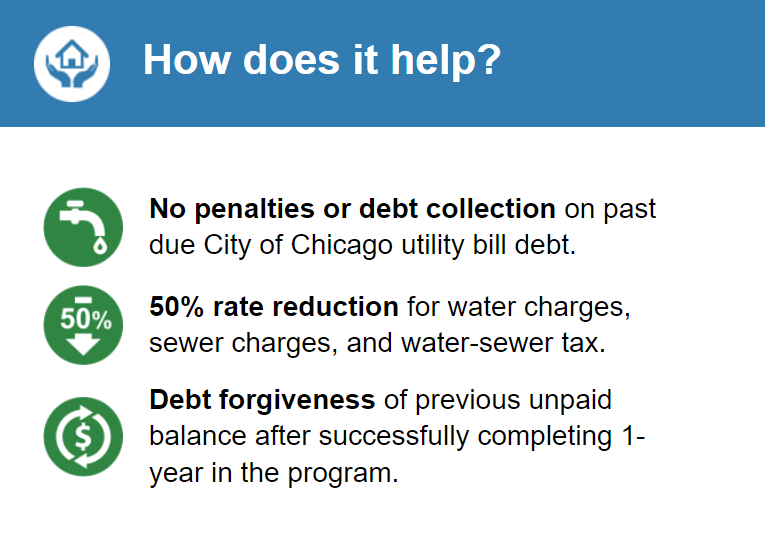 How does it help?
No penalties or debt collection on past
due City of Chicago utility bill debt.
50%
50% rate reduction for water charges,
sewer charges, and water-sewer tax.
$
Debt forgiveness of previous unpaid
balance after successfully completing 1-
year in the program.